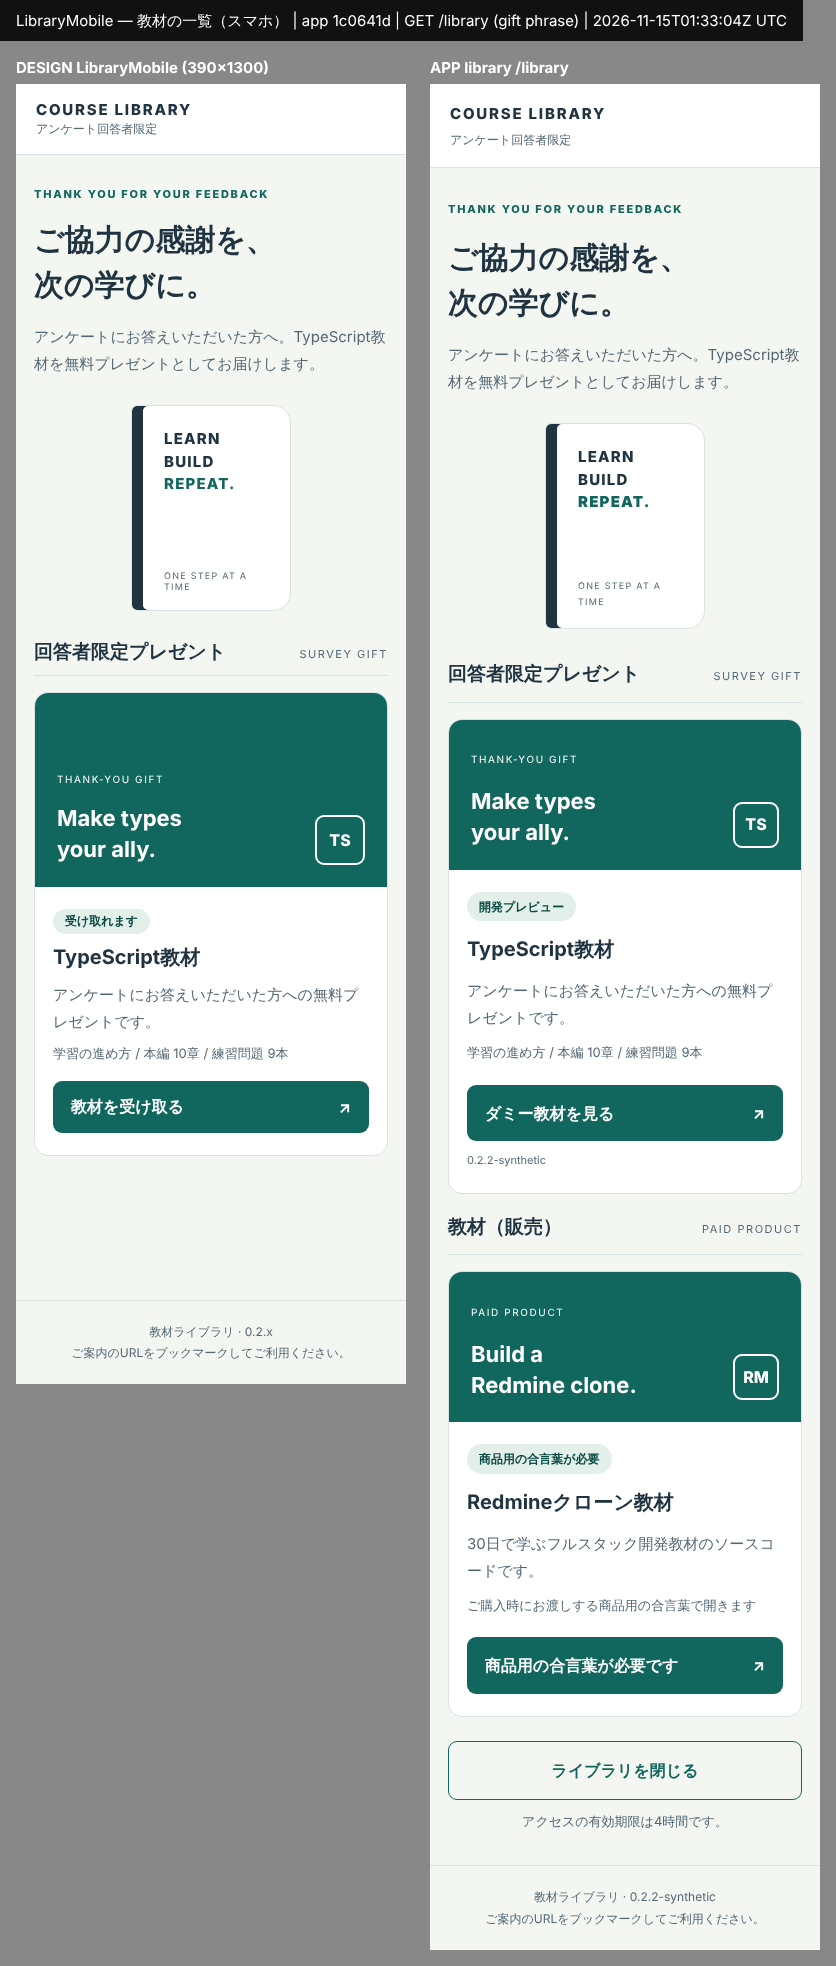 LibraryMobile — 教材の一覧（スマホ） | app 1c0641d | GET /library (gift phrase) | 2026-11-15T01:33:04Z UTC
DESIGN LibraryMobile (390×1300)
COURSE LIBRARY
アンケート回答者限定
THANK YOU FOR YOUR FEEDBACK
ご協力の感謝を、
次の学びに。
アンケートにお答えいただいた方へ。TypeScript教
材を無料プレゼントとしてお届けします。
LEARN
BUILD
REPEAT.
ONE STEP AT A
TIME
回答者限定プレゼント
SURVEY GIFT
THANK-YOU GIFT
Make types
your ally.
TS
受け取れます
TypeScript教材
アンケートにお答えいただいた方への無料プ
レゼントです。
学習の進め方 / 本編 10章 / 練習問題 9本
教材を受け取る ↗
教材ライブラリ · 0.2.x
ご案内のURLをブックマークしてご利用ください。
APP library /library
COURSE LIBRARY
アンケート回答者限定
THANK YOU FOR YOUR FEEDBACK
ご協力の感謝を、
次の学びに。
アンケートにお答えいただいた方へ。TypeScript教
材を無料プレゼントとしてお届けします。
LEARN
BUILD
REPEAT.
ONE STEP AT A
TIME
回答者限定プレゼント
SURVEY GIFT
THANK-YOU GIFT
Make types
your ally.
TS
開発プレビュー
TypeScript教材
アンケートにお答えいただいた方への無料プ
レゼントです。
学習の進め方 / 本編 10章 / 練習問題 9本
ダミー教材を見る ↗
0.2.2-synthetic
教材（販売）
PAID PRODUCT
PAID PRODUCT
Build a
Redmine clone.
RM
商品用の合言葉が必要
Redmineクローン教材
30日で学ぶフルスタック開発教材のソースコ
ードです。
ご購入時にお渡しする商品用の合言葉で開きます
商品用の合言葉が必要です ↗
ライブラリを閉じる
アクセスの有効期限は4時間です。
教材ライブラリ · 0.2.2-synthetic
ご案内のURLをブックマークしてご利用ください。